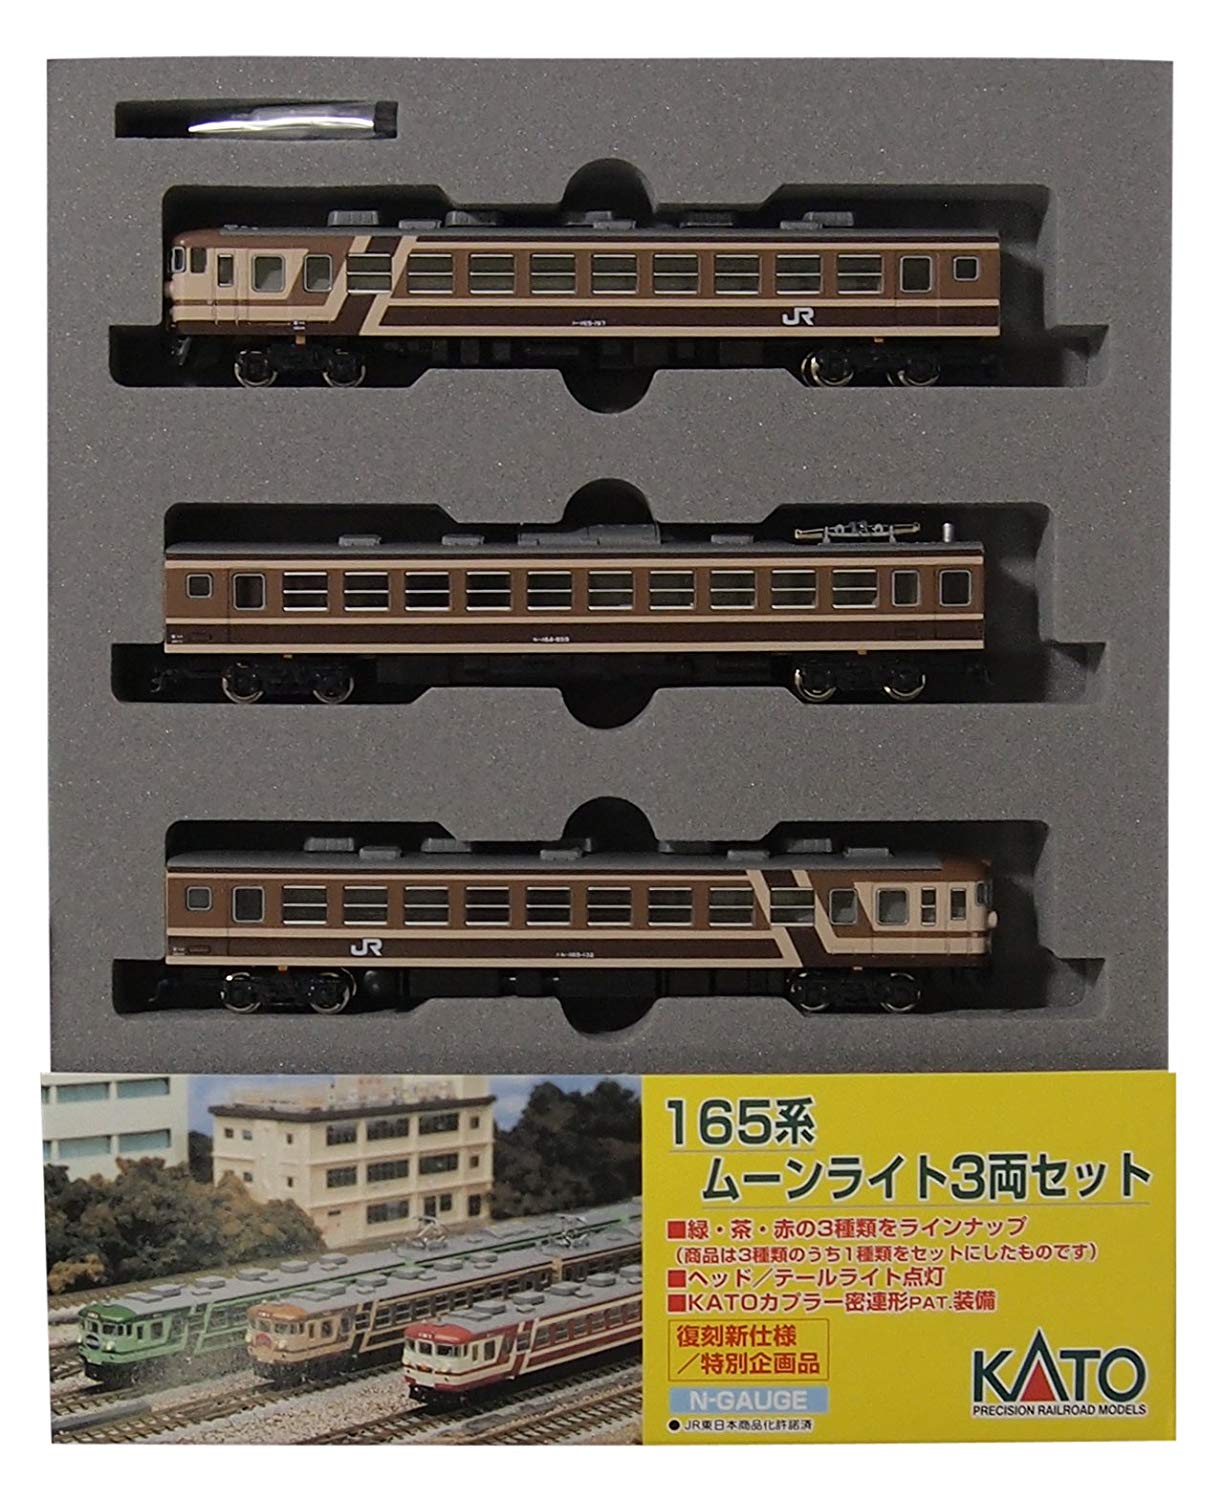 JR
JR
165系
ムーンライト3両セット
■緑・茶・赤の3種類をラインナップ
(商品は3種類のうち1種類をセットにしたものです)
■ヘッド／テールライト点灯
■KATOカプラー密連形PAT.装備
復刻新仕様
／特別企画品
N-GAUGE
●JR東日本商品化許諾済
KATO
PRECISION RAILROAD MODELS